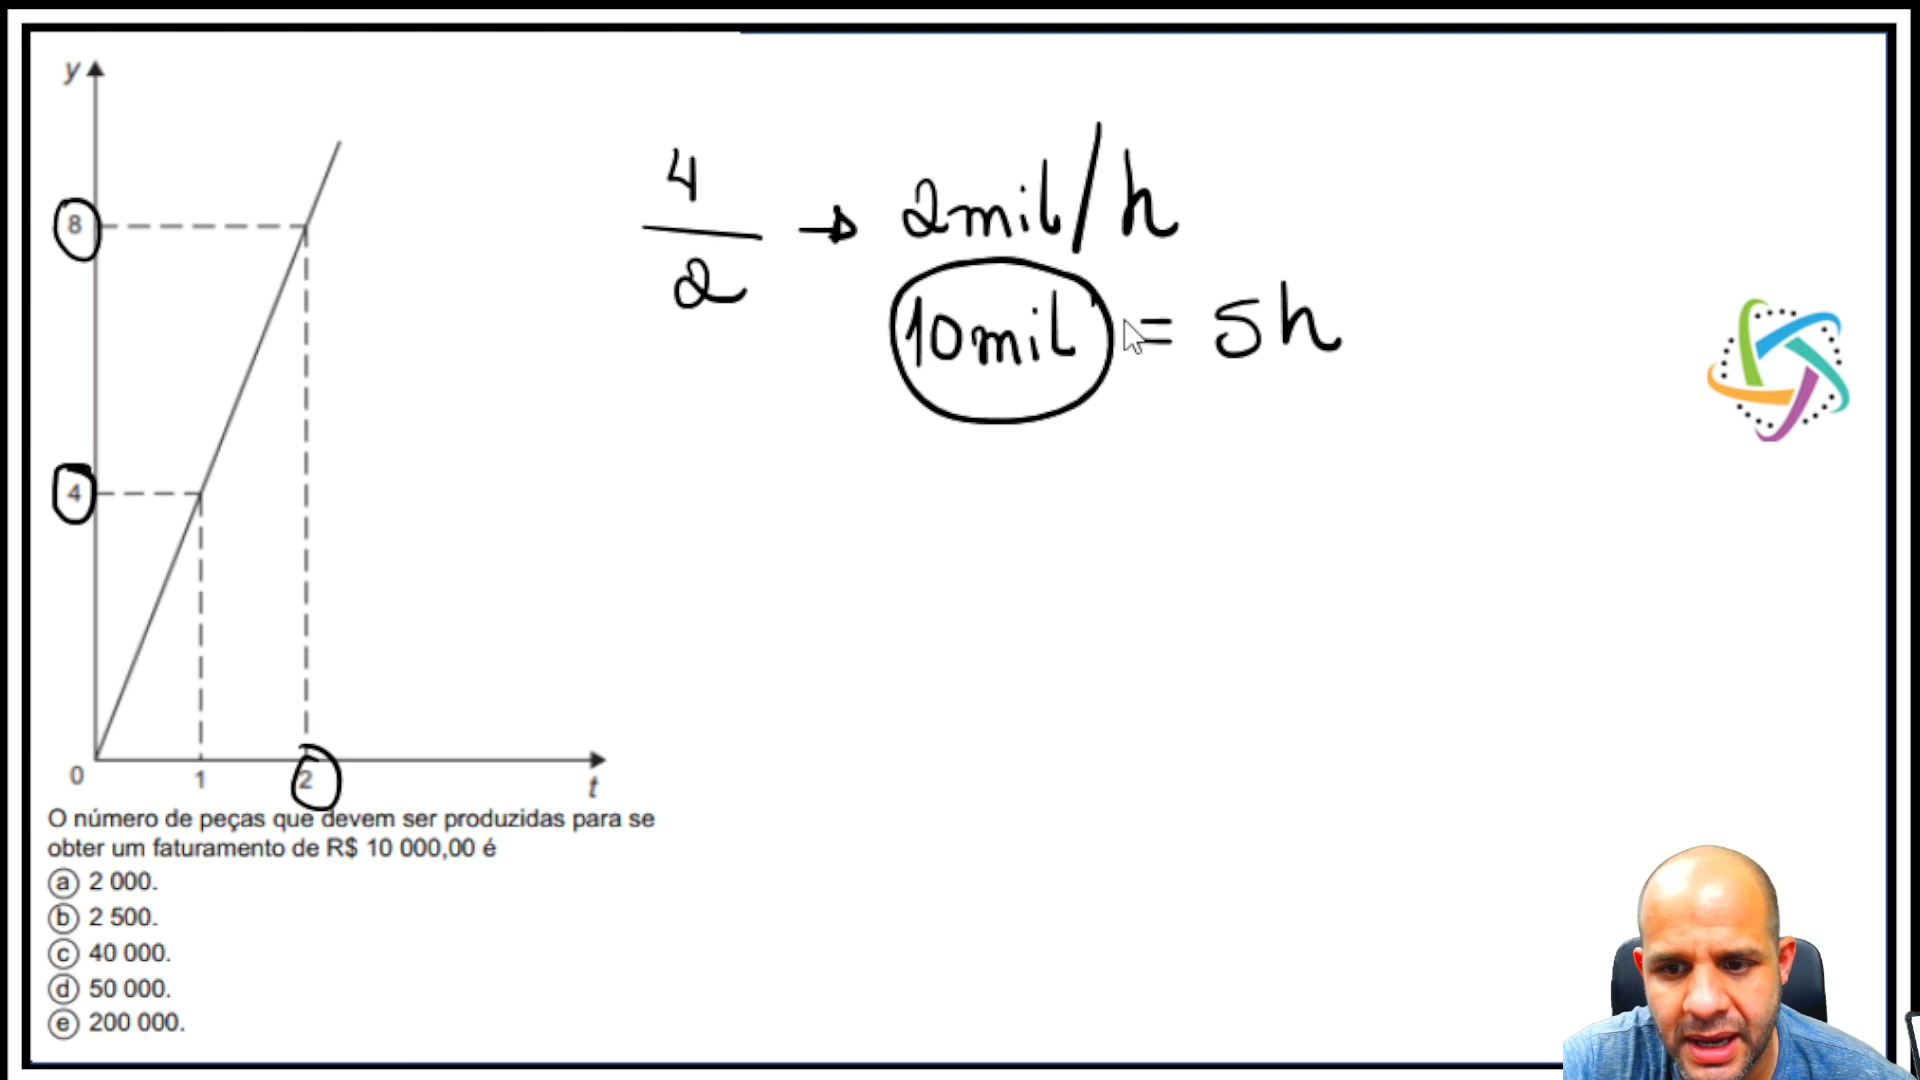 y
8
4
0
1
2
t
4
2
2mil/h
10mil = 5h
O número de peças que devem ser produzidas para se
obter um faturamento de R$ 10 000,00 é
a 2 000.
b 2 500.
c 40 000.
d 50 000.
e 200 000.